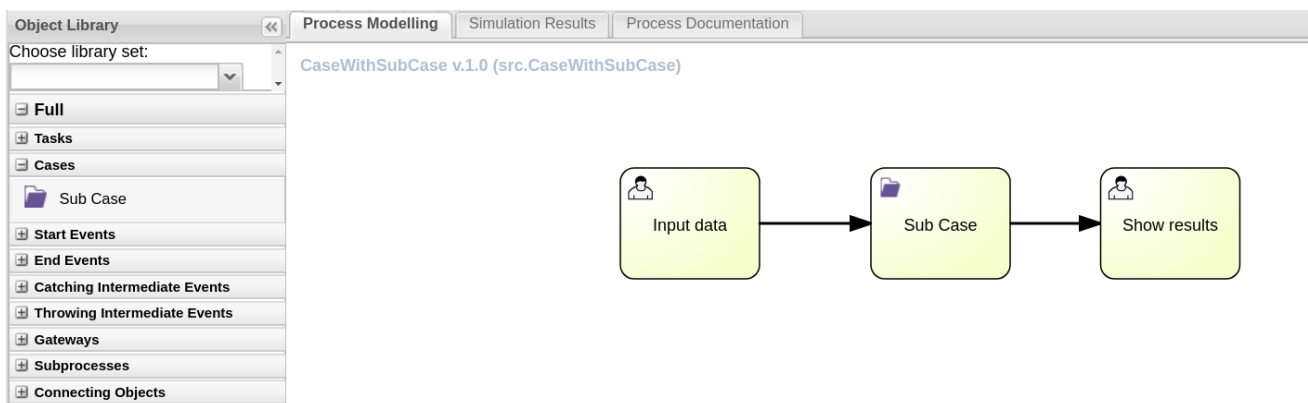 Object Library
Process Modelling
Simulation Results
Process Documentation
Choose library set:
CaseWithSubCase v.1.0 (src.CaseWithSubCase)
Full
Tasks
Cases
Sub Case
Start Events
End Events
Catching Intermediate Events
Throwing Intermediate Events
Gateways
Subprocesses
Connecting Objects
Input data
Sub Case
Show results